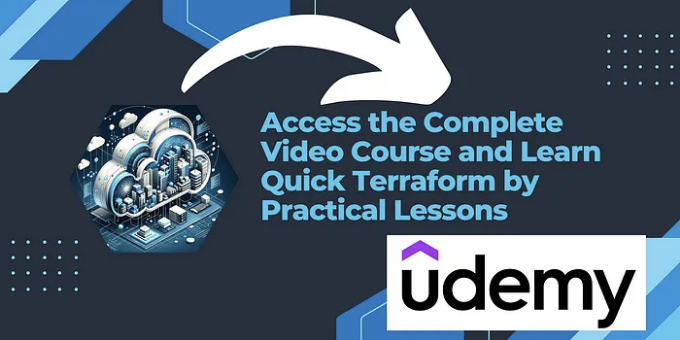 Access the Complete
Video Course and Learn
Quick Terraform by
Practical Lessons
udemy